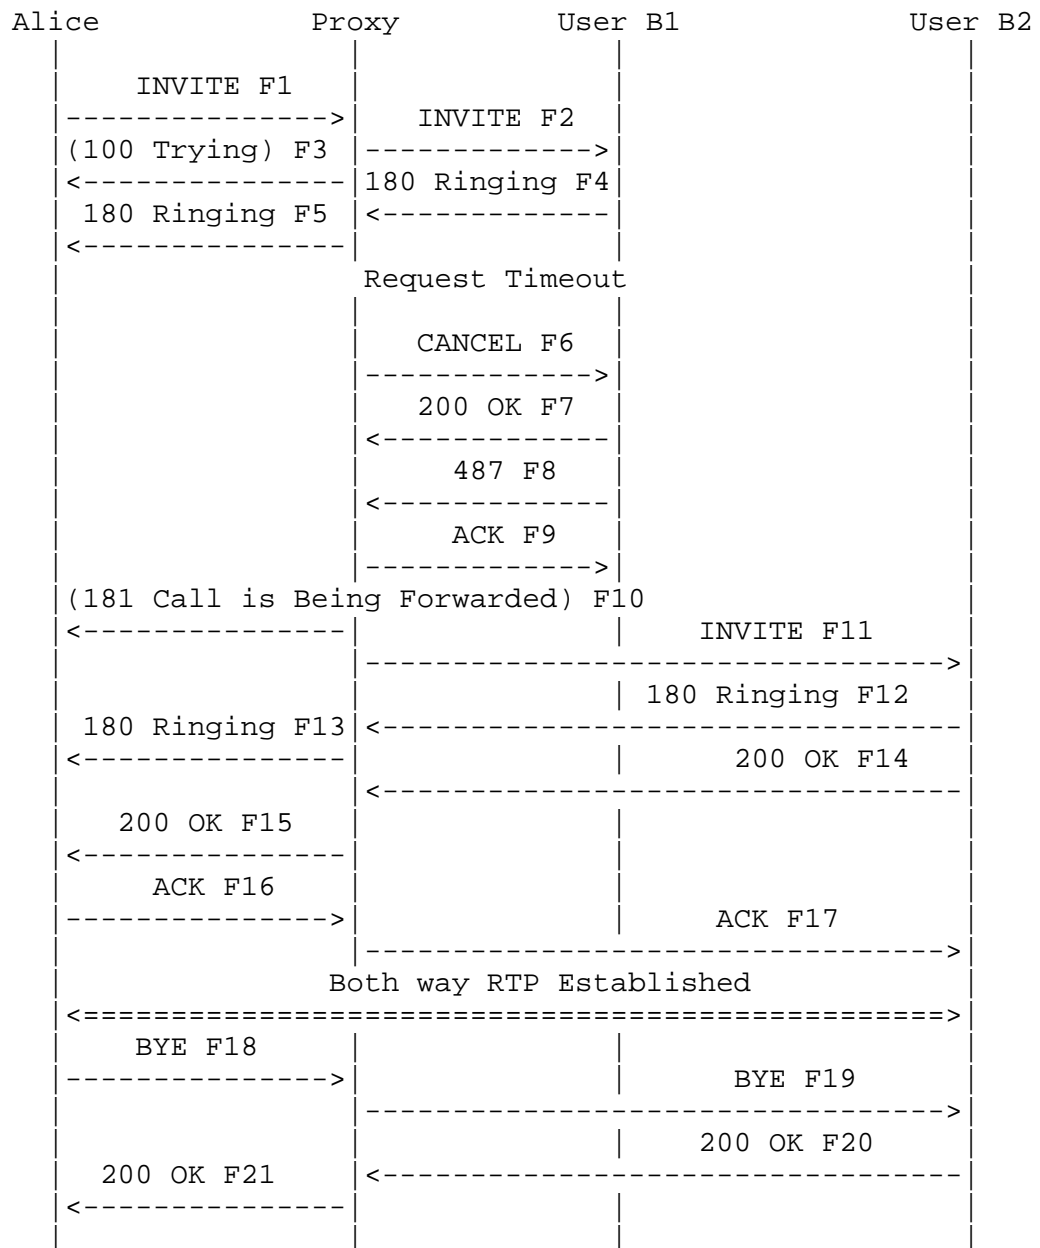 Alice Proxy User B1 User B2
INVITE F1
INVITE F2
(100 Trying) F3
180 Ringing F4
180 Ringing F5
Request Timeout
CANCEL F6
200 OK F7
487 F8
ACK F9
(181 Call is Being Forwarded) F10
INVITE F11
180 Ringing F12
180 Ringing F13
200 OK F14
200 OK F15
ACK F16
ACK F17
Both way RTP Established
BYE F18
BYE F19
200 OK F20
200 OK F21